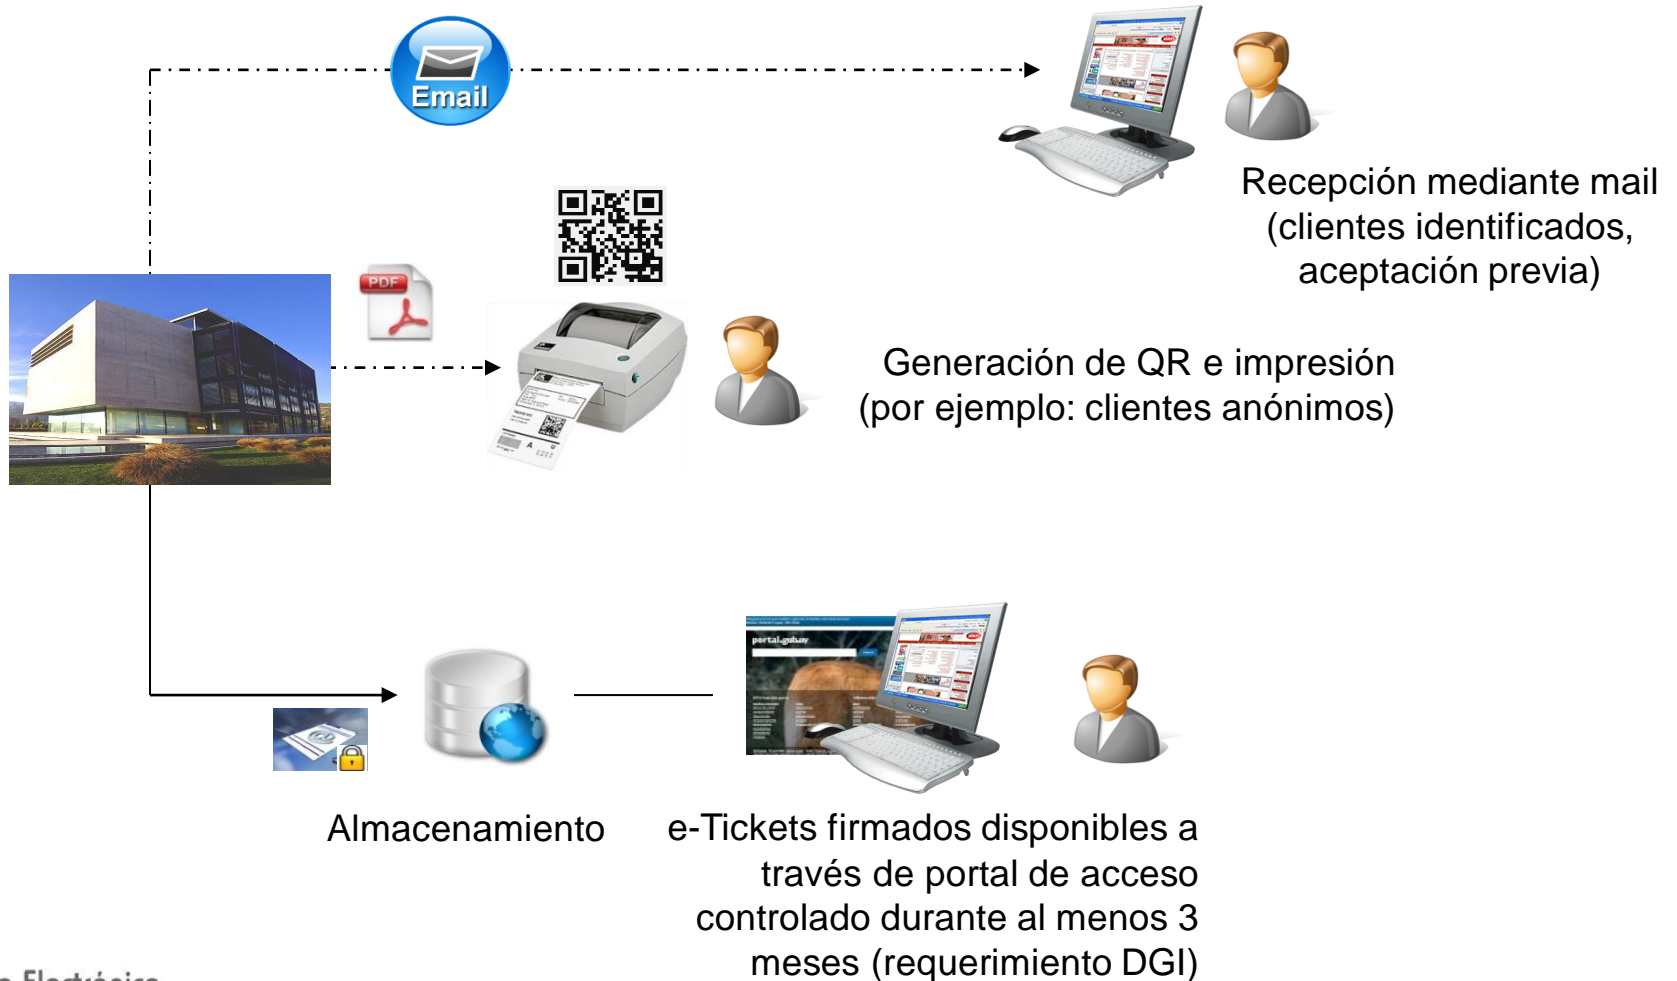 Email
Recepción mediante mail
(clientes identificados,
aceptación previa)
PDF
Generación de QR e impresión
(por ejemplo: clientes anónimos)
portal.gub.uy
Almacenamiento
e-Tickets firmados disponibles a
través de portal de acceso
controlado durante al menos 3
meses (requerimiento DGI)